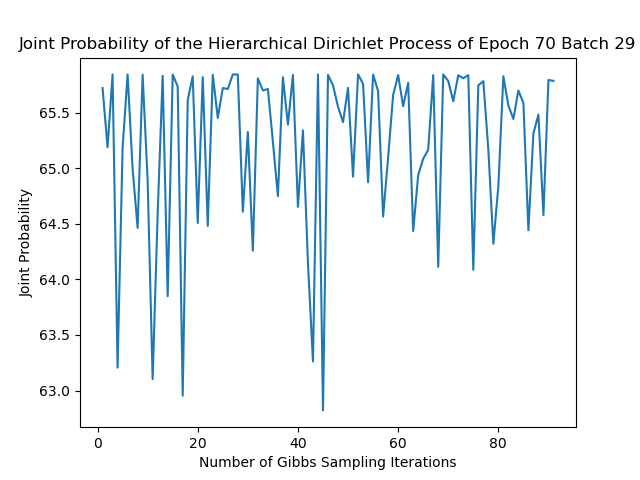 Joint Probability of the Hierarchical Dirichlet Process of Epoch 70 Batch 29
65.5
65.0
64.5
64.0
63.5
63.0
Joint Probability
0 20 40 60 80
Number of Gibbs Sampling Iterations